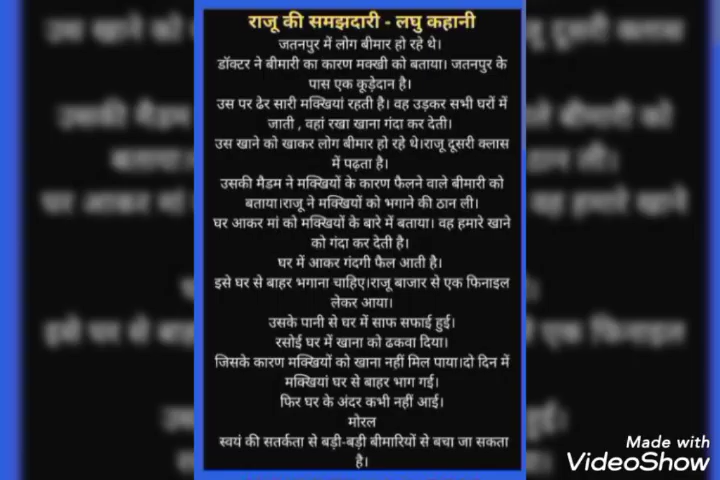 राजू की समझदारी - लघु कहानी
जतनपुर में लोग बीमार हो रहे थे।
डॉक्टर ने बीमारी का कारण मक्खी को बताया। जतनपुर के
पास एक कूड़ेदान है।
उस पर ढेर सारी मक्खियां रहती है। वह उड़कर सभी घरों में
जाती , वहां रखा खाना गंदा कर देती।
उस खाने को खाकर लोग बीमार हो रहे थे।राजू दूसरी क्लास
में पढ़ता है।
उसकी मैडम ने मक्खियों के कारण फैलने वाले बीमारी को
बताया।राजू ने मक्खियों को भगाने की ठान ली।
घर आकर मां को मक्खियों के बारे में बताया। वह हमारे खाने
को गंदा कर देती है।
घर में आकर गंदगी फैल आती है।
इसे घर से बाहर भगाना चाहिए।राजू बाजार से एक फिनाइल
लेकर आया।
उसके पानी से घर में साफ सफाई हुई।
रसोई घर में खाना को ढकवा दिया।
जिसके कारण मक्खियों को खाना नहीं मिल पाया।दो दिन में
मक्खियां घर से बाहर भाग गई।
फिर घर के अंदर कभी नहीं आई।
मोरल
स्वयं की सतर्कता से बड़ी-बड़ी बीमारियों से बचा जा सकता
है।
Made with
VideoShow